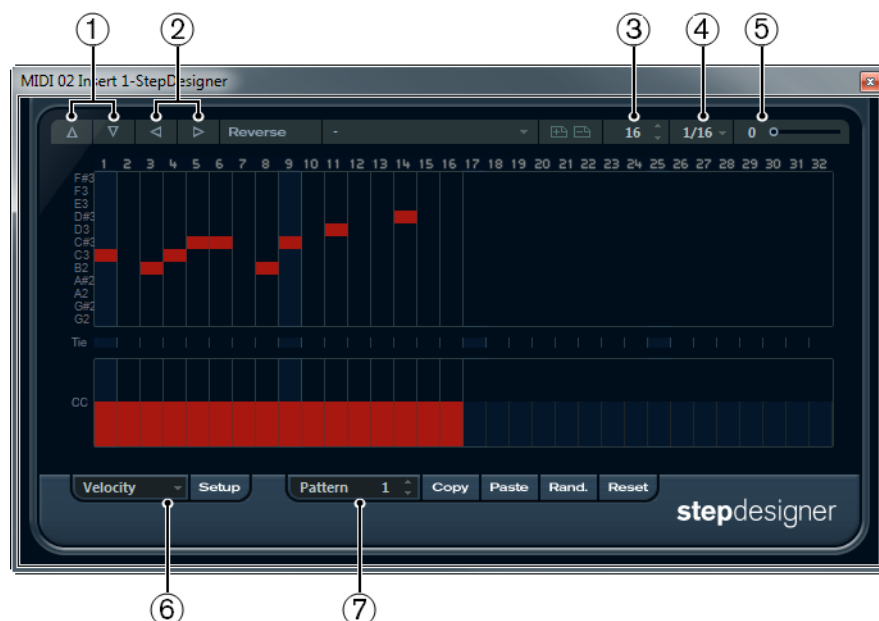 ① ② ③ ④ ⑤
MIDI 02 Insert 1-StepDesigner
Reverse - 16 1/16 0
1 2 3 4 5 6 7 8 9 10 11 12 13 14 15 16 17 18 19 20 21 22 23 24 25 26 27 28 29 30 31 32
F#3
F3
E3
D#3
D3
C#3
C3
B2
A#2
A2
G#2
G2
Tie
CC
Velocity Setup Pattern 1 Copy Paste Rand. Reset
stepdesigner
⑥ ⑦